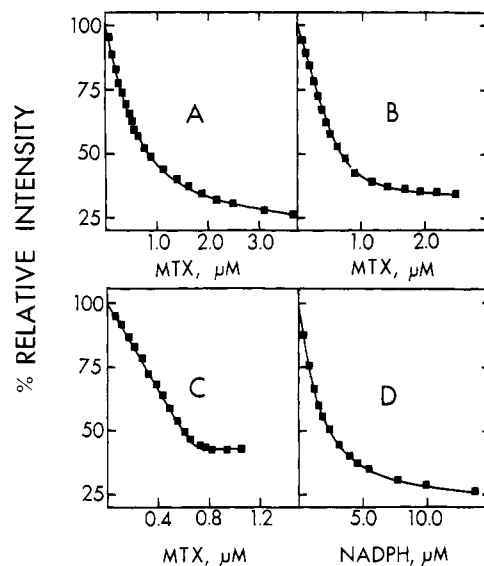 % RELATIVE INTENSITY
100
75
50
25
A
1.0 2.0 3.0
MTX, μM
B
1.0 2.0
MTX, μM
100
75
50
25
C
0.4 0.8 1.2
MTX, μM
D
5.0 10.0
NADPH, μM